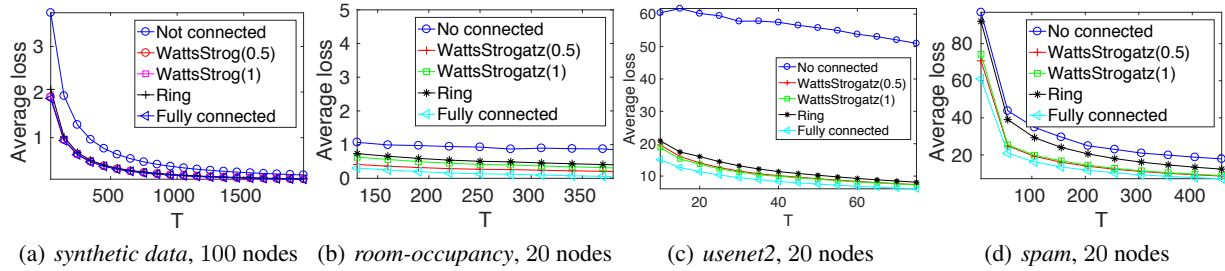 Average loss
3
2
1
500
1000
1500
T
Not connected
WattsStrog(0.5)
WattsStrog(1)
Ring
Fully connected
(a) synthetic data, 100 nodes
Average loss
5
4
3
2
1
0
150
200
250
300
350
T
No connected
WattsStrogatz(0.5)
WattsStrogatz(1)
Ring
Fully connected
(b) room-occupancy, 20 nodes
Average loss
60
50
40
30
20
10
20
40
60
T
No connected
WattsStrogatz(0.5)
WattsStrogatz(1)
Ring
Fully connected
(c) usenet2, 20 nodes
Average loss
80
60
40
20
100
200
300
400
T
No connected
WattsStrogatz(0.5)
WattsStrogatz(1)
Ring
Fully connected
(d) spam, 20 nodes